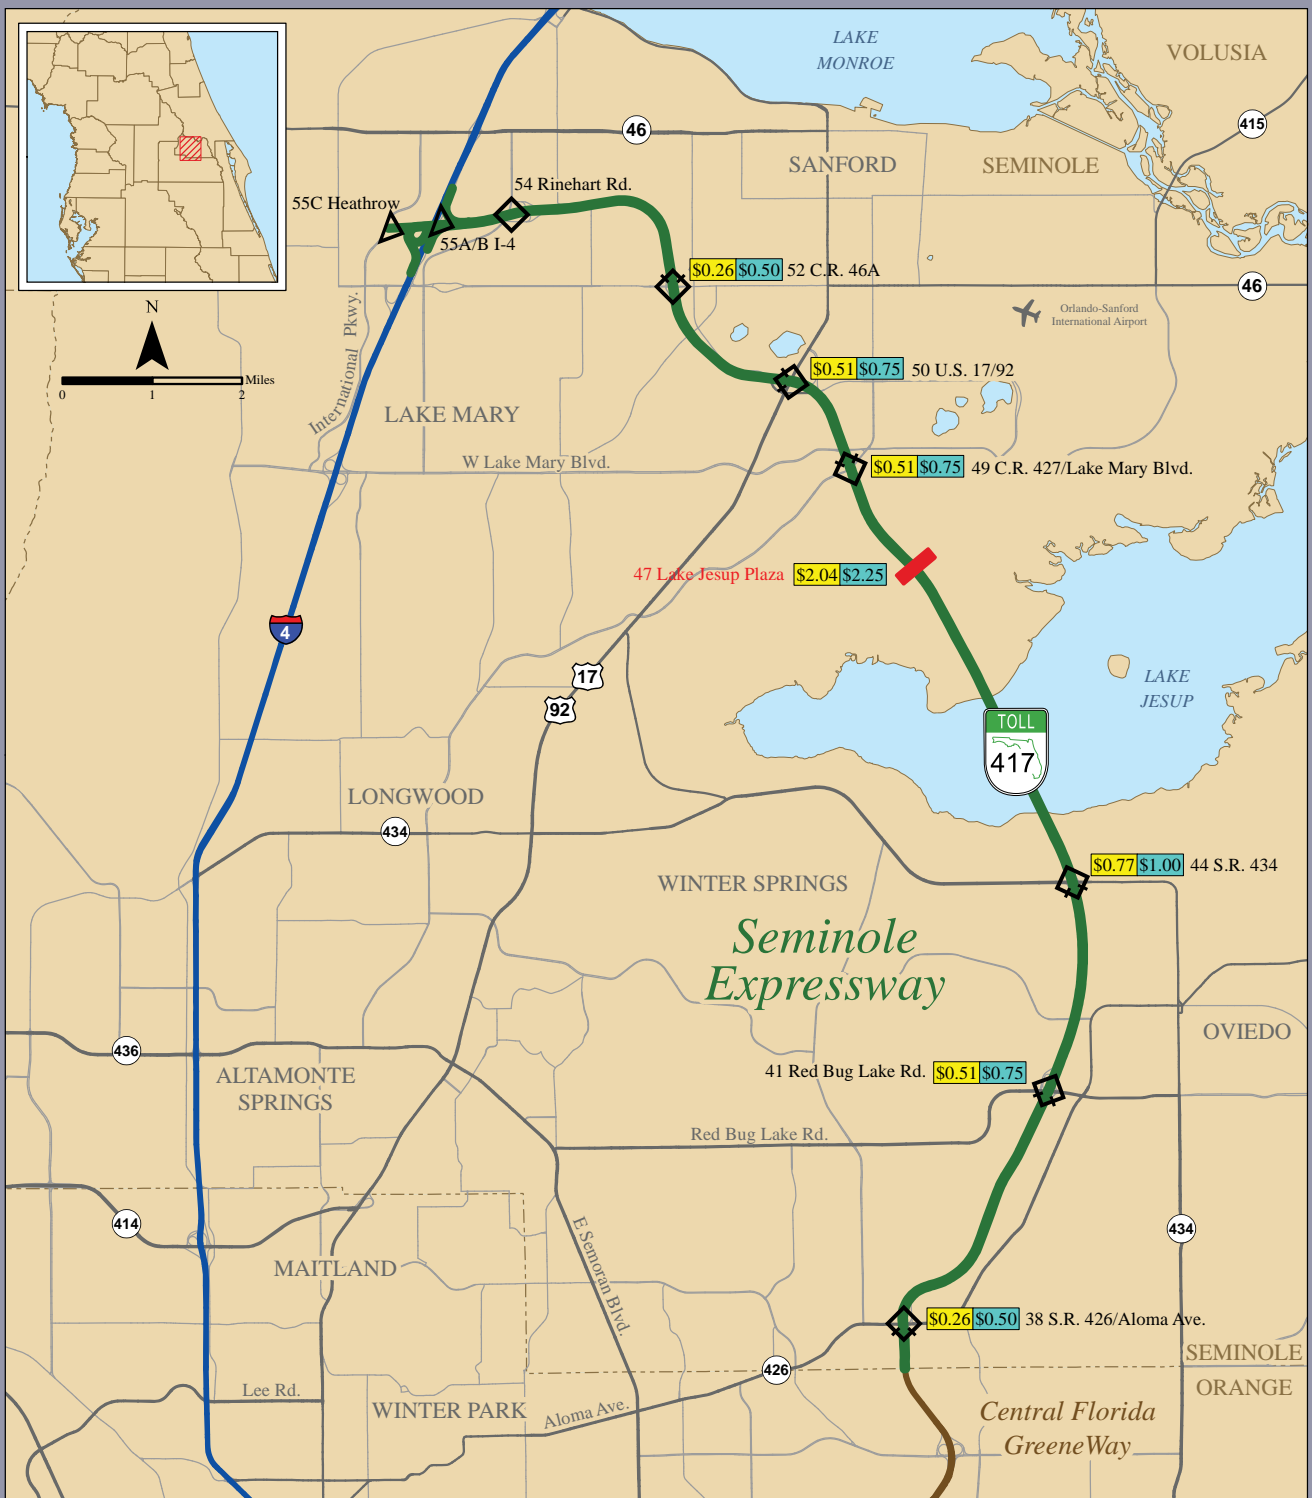 LAKE
MONROE
VOLUSIA
415
46
SANFORD
SEMINOLE
54 Rinehart Rd.
55C Heathrow
55A/B I-4
$0.26 $0.50 52 C.R. 46A
46
Orlando-Sanford
International Airport
N
Miles
0 1 2
International Pkwy.
$0.51 $0.75 50 U.S. 17/92
LAKE MARY
W Lake Mary Blvd.
$0.51 $0.75 49 C.R. 427/Lake Mary Blvd.
47 Lake Jesup Plaza $2.04 $2.25
4
17
92
LAKE
JESUP
TOLL
417
LONGWOOD
434
$0.77 $1.00 44 S.R. 434
WINTER SPRINGS
Seminole
Expressway
OVIEDO
436
ALTAMONTE
SPRINGS
41 Red Bug Lake Rd. $0.51 $0.75
Red Bug Lake Rd.
414
434
E Semoran Blvd.
MAITLAND
$0.26 $0.50 38 S.R. 426/Aloma Ave.
SEMINOLE
ORANGE
426
Lee Rd.
WINTER PARK
Aloma Ave.
Central Florida
GreeneWay